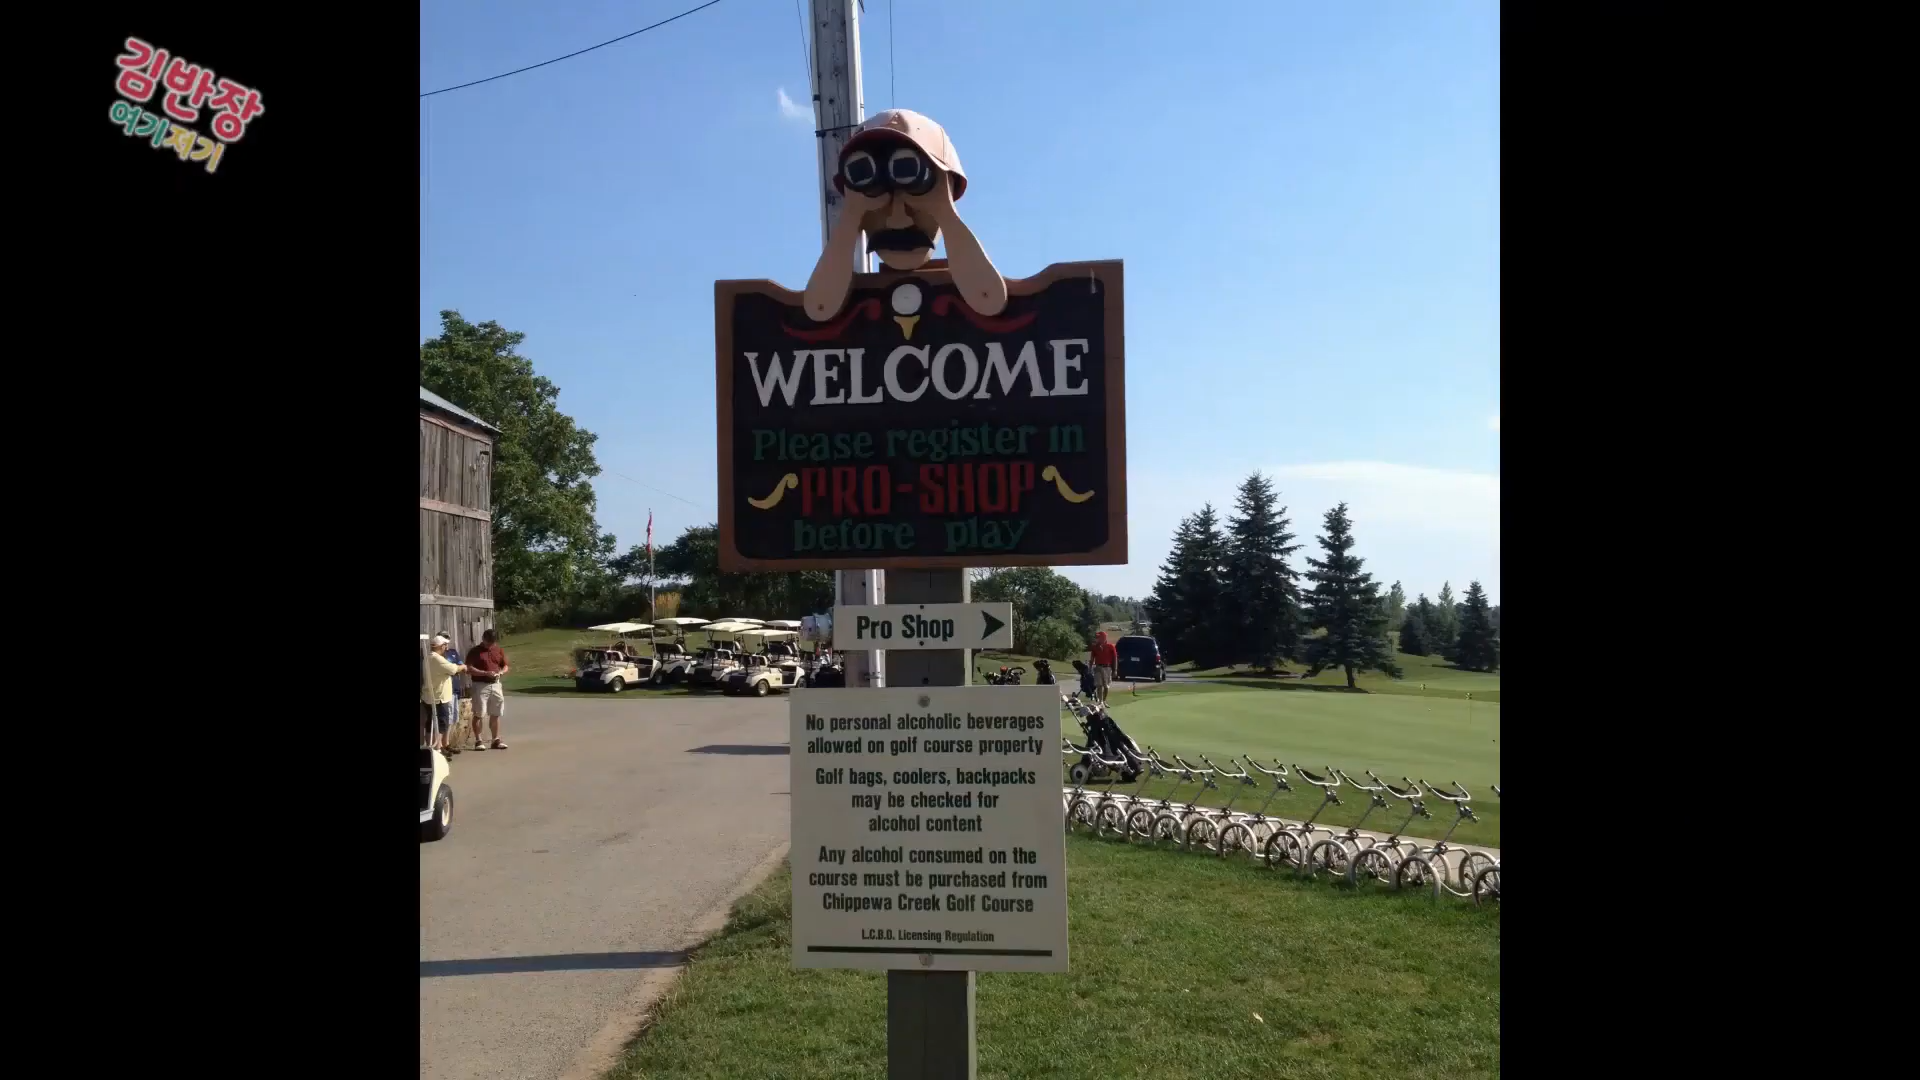 김반장
여기저기
WELCOME
Please register in
PRO-SHOP
before play
Pro Shop
No personal alcoholic beverages
allowed on golf course property
Golf bags, coolers, backpacks
may be checked for
alcohol content
Any alcohol consumed on the
course must be purchased from
Chippewa Creek Golf Course
L.C.B.O. Licensing Regulation